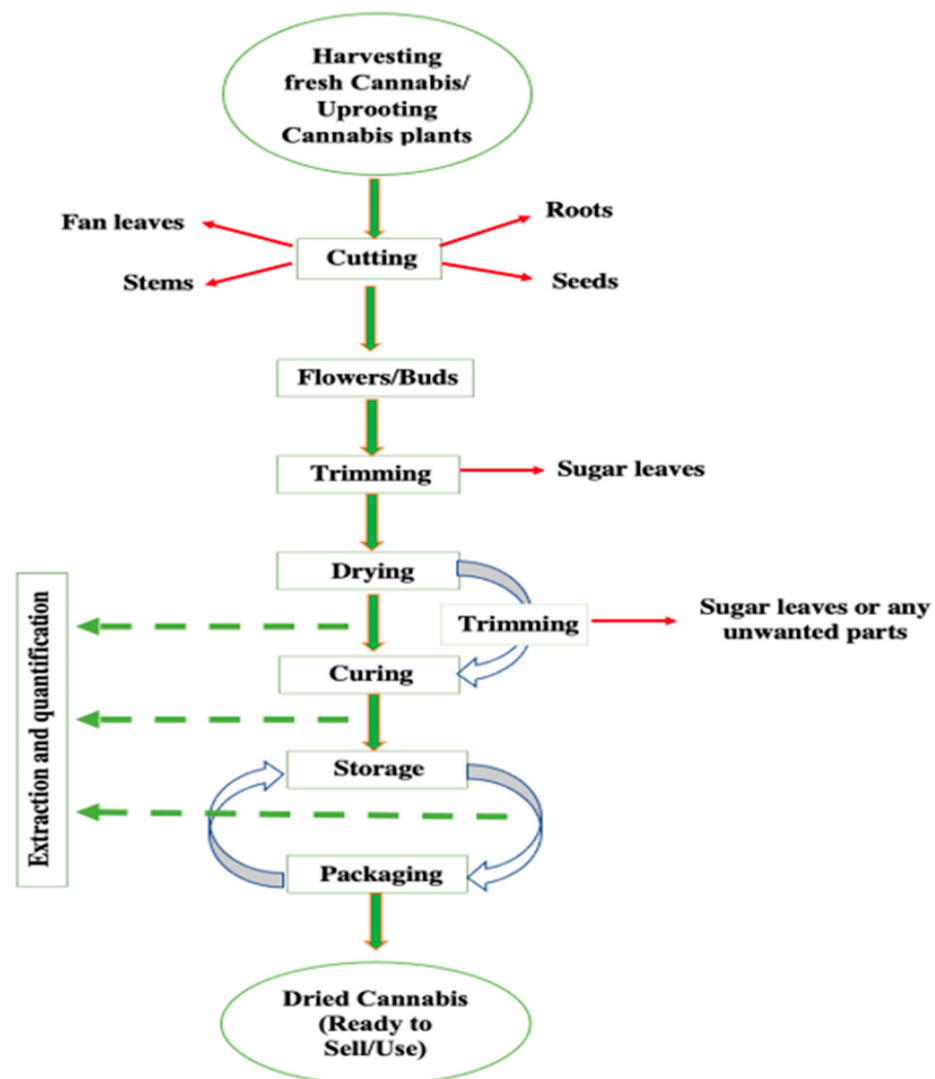 Harvesting
fresh Cannabis/
Uprooting
Cannabis plants
Fan leaves
Roots
Cutting
Stems
Seeds
Flowers/Buds
Trimming
Sugar leaves
Drying
Trimming
Sugar leaves or any
unwanted parts
Curing
Extraction and quantification
Storage
Packaging
Dried Cannabis
(Ready to
Sell/Use)